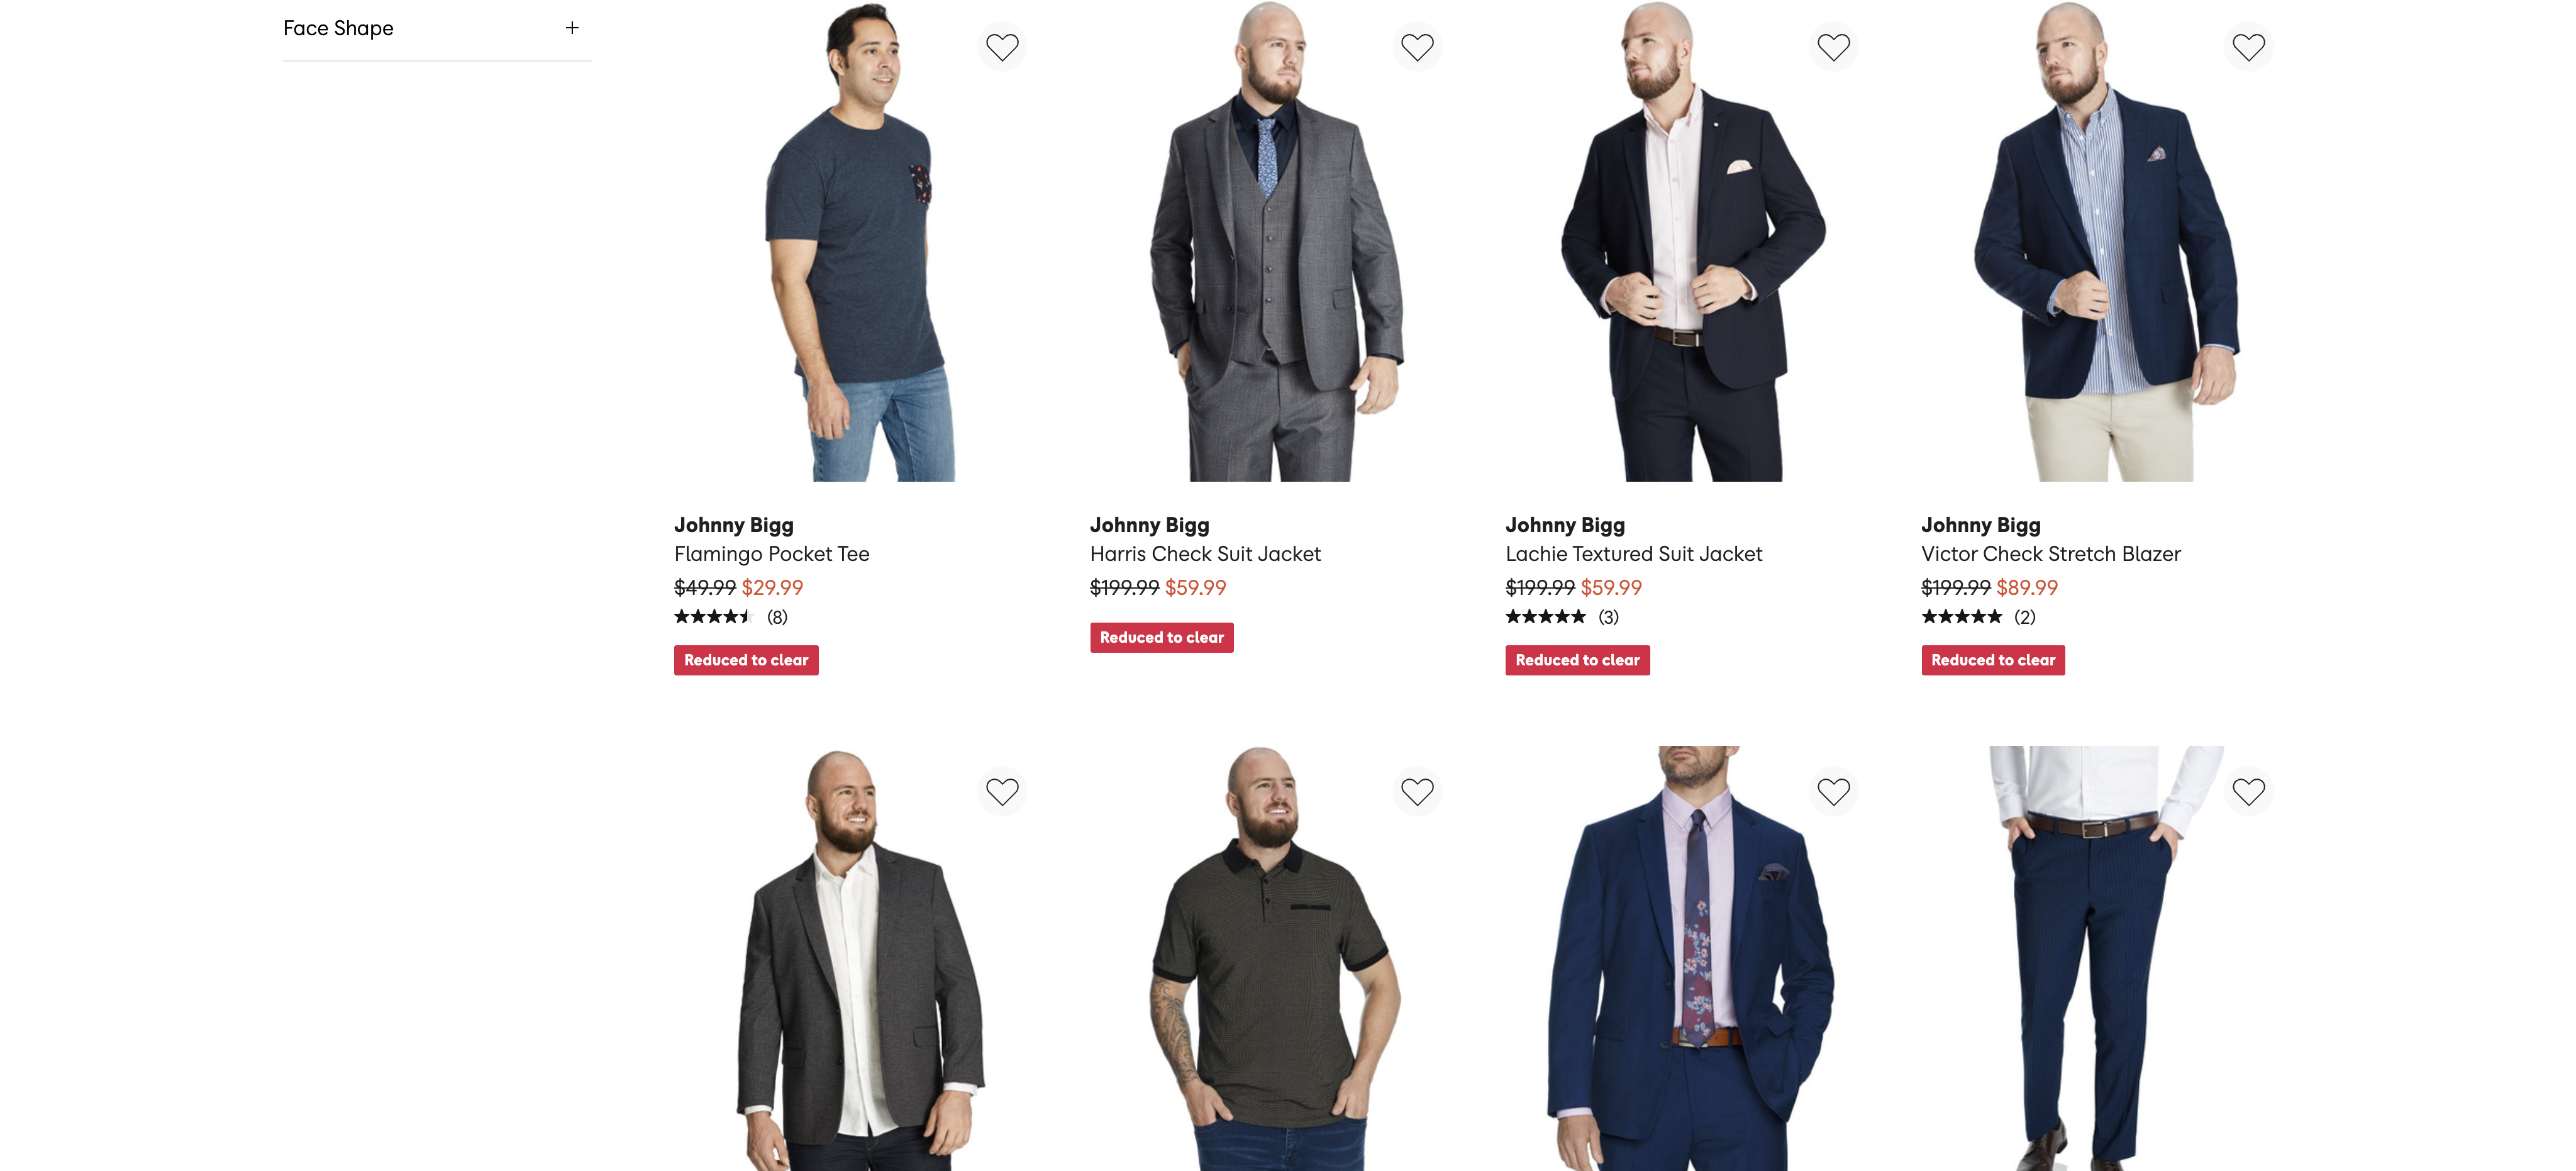 Face Shape
Johnny Bigg
Flamingo Pocket Tee
$49.99 $29.99
(8)
Reduced to clear
Johnny Bigg
Harris Check Suit Jacket
$199.99 $59.99
Reduced to clear
Johnny Bigg
Lachie Textured Suit Jacket
$199.99 $59.99
(3)
Reduced to clear
Johnny Bigg
Victor Check Stretch Blazer
$199.99 $89.99
(2)
Reduced to clear